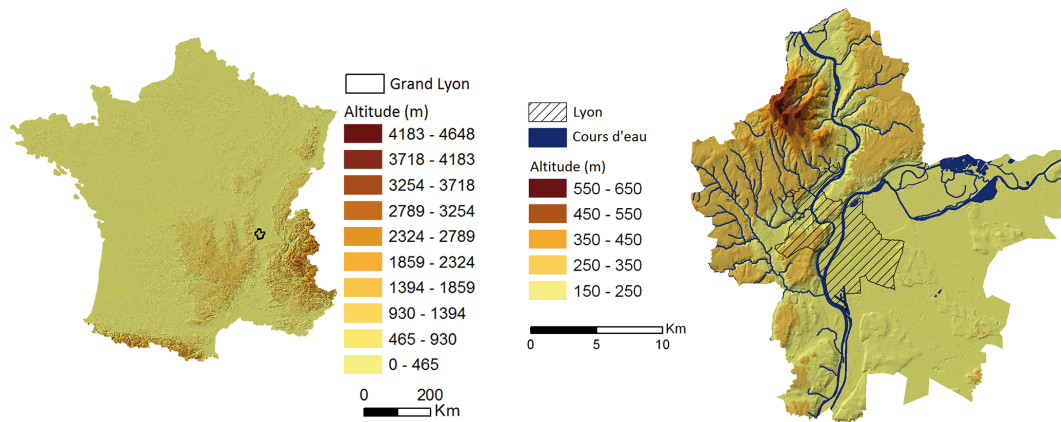 Grand Lyon
Altitude (m)
4183 - 4648
3718 - 4183
3254 - 3718
2789 - 3254
2324 - 2789
1859 - 2324
1394 - 1859
930 - 1394
465 - 930
0 - 465
0 200
Km
Lyon
Cours d'eau
Altitude (m)
550 - 650
450 - 550
350 - 450
250 - 350
150 - 250
Km
0 5 10